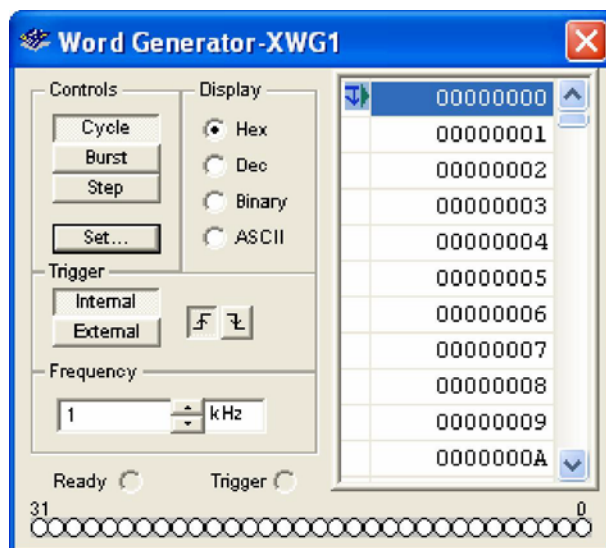 Word Generator-XWG1
Controls
Cycle
Burst
Step
Set...
Display
Hex
Dec
Binary
ASCII
Trigger
Internal
External
Frequency
1
kHz
Ready
Trigger
00000000
00000001
00000002
00000003
00000004
00000005
00000006
00000007
00000008
00000009
0000000A
31
0